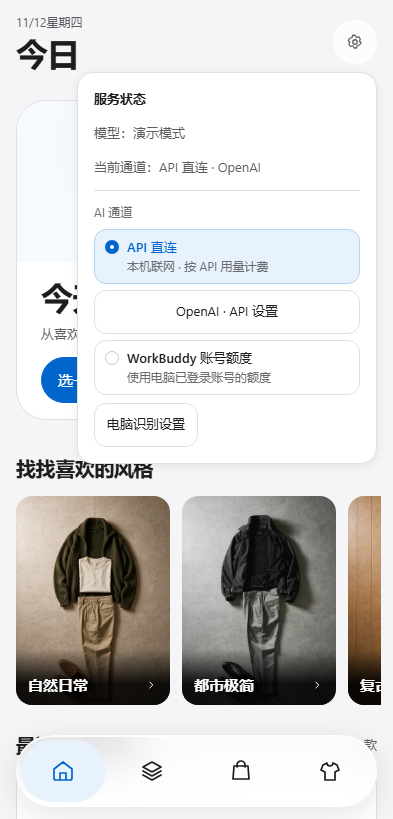 11/12星期四
今日
服务状态
模型：演示模式
当前通道：API 直连 · OpenAI
AI 通道
API 直连
本机联网 · 按 API 用量计费
OpenAI · API 设置
WorkBuddy 账号额度
使用电脑已登录账号的额度
电脑识别设置
今
从喜欢
选一
找找喜欢的风格
自然日常
都市极简
复古
最
款